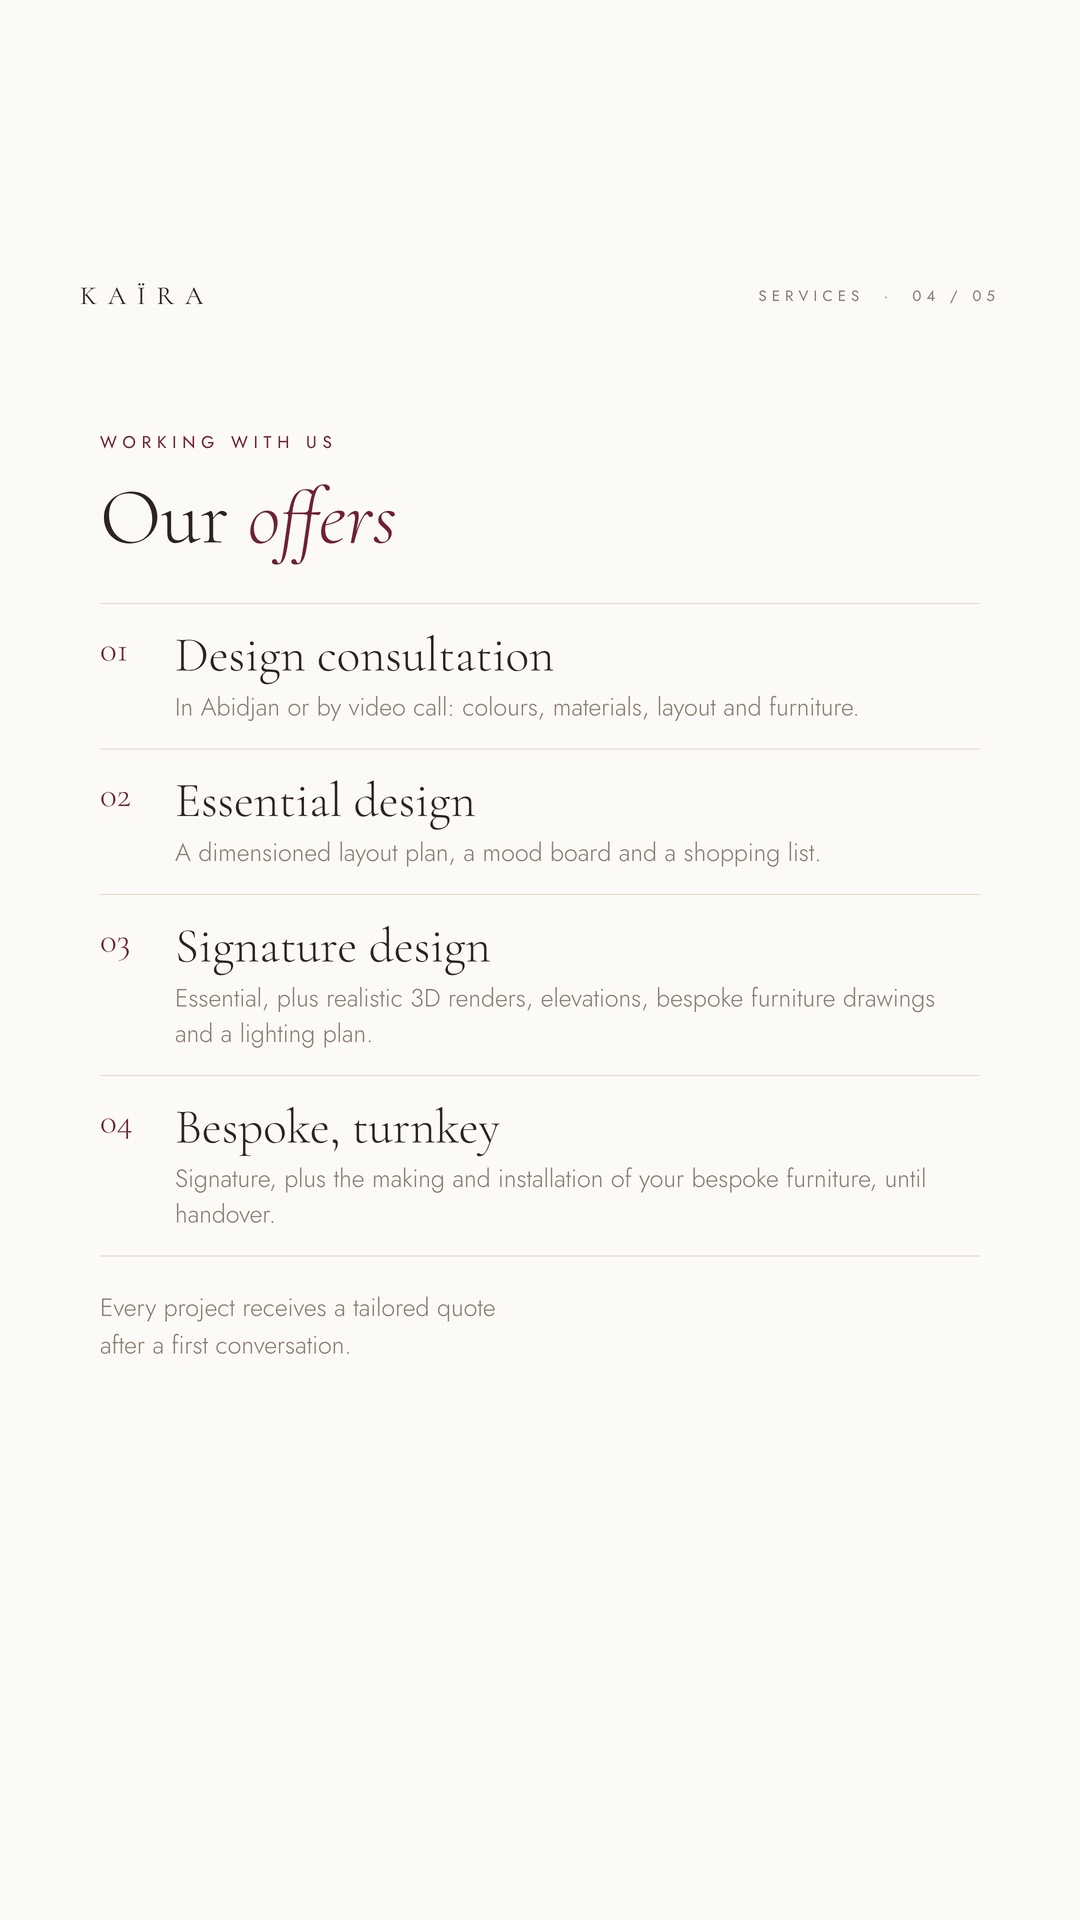 KAÏRA
SERVICES · 04 / 05
WORKING WITH US
Our offers
01
Design consultation
In Abidjan or by video call: colours, materials, layout and furniture.
02
Essential design
A dimensioned layout plan, a mood board and a shopping list.
03
Signature design
Essential, plus realistic 3D renders, elevations, bespoke furniture drawings
and a lighting plan.
04
Bespoke, turnkey
Signature, plus the making and installation of your bespoke furniture, until
handover.
Every project receives a tailored quote
after a first conversation.